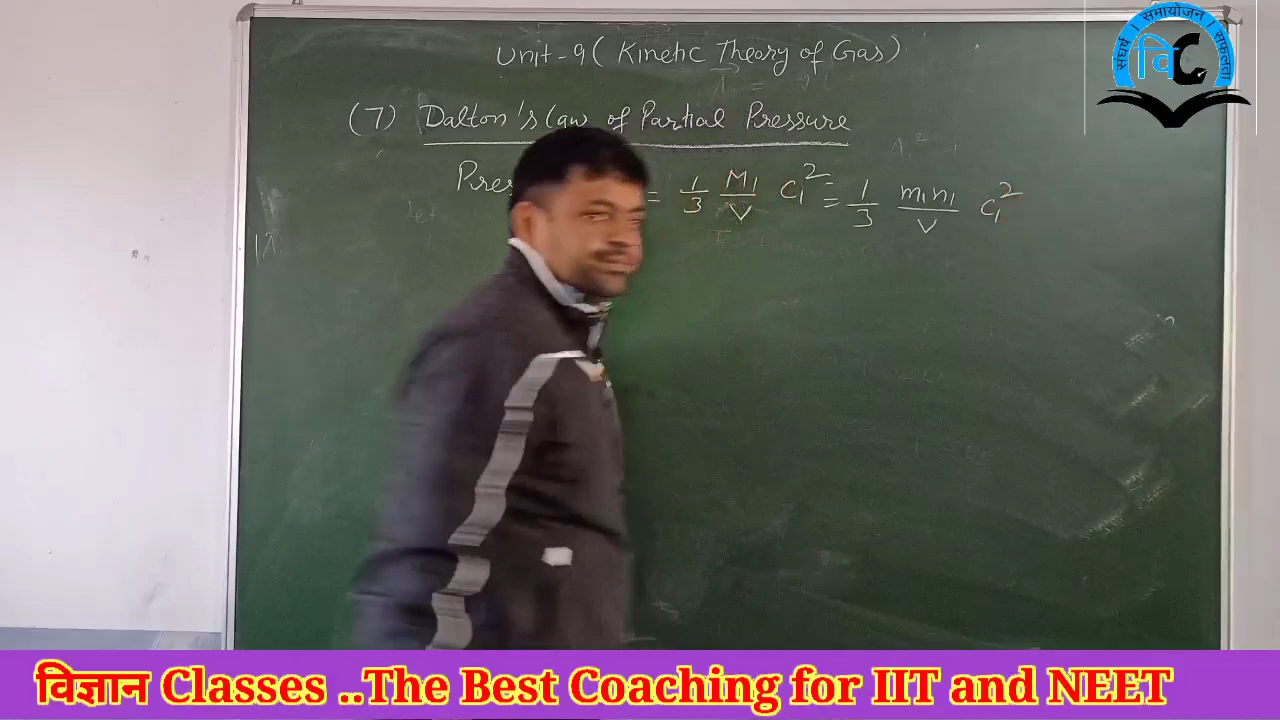 Unit-9 (Kinetic Theory of Gas)
(7) Dalton's Law of Partial Pressure
= 1/3 M₁/V C₁² = 1/3 m₁n₁/V C₁²
संघर्ष । समायोजन । सफलता
वि C
विज्ञान Classes ..The Best Coaching for IIT and NEET